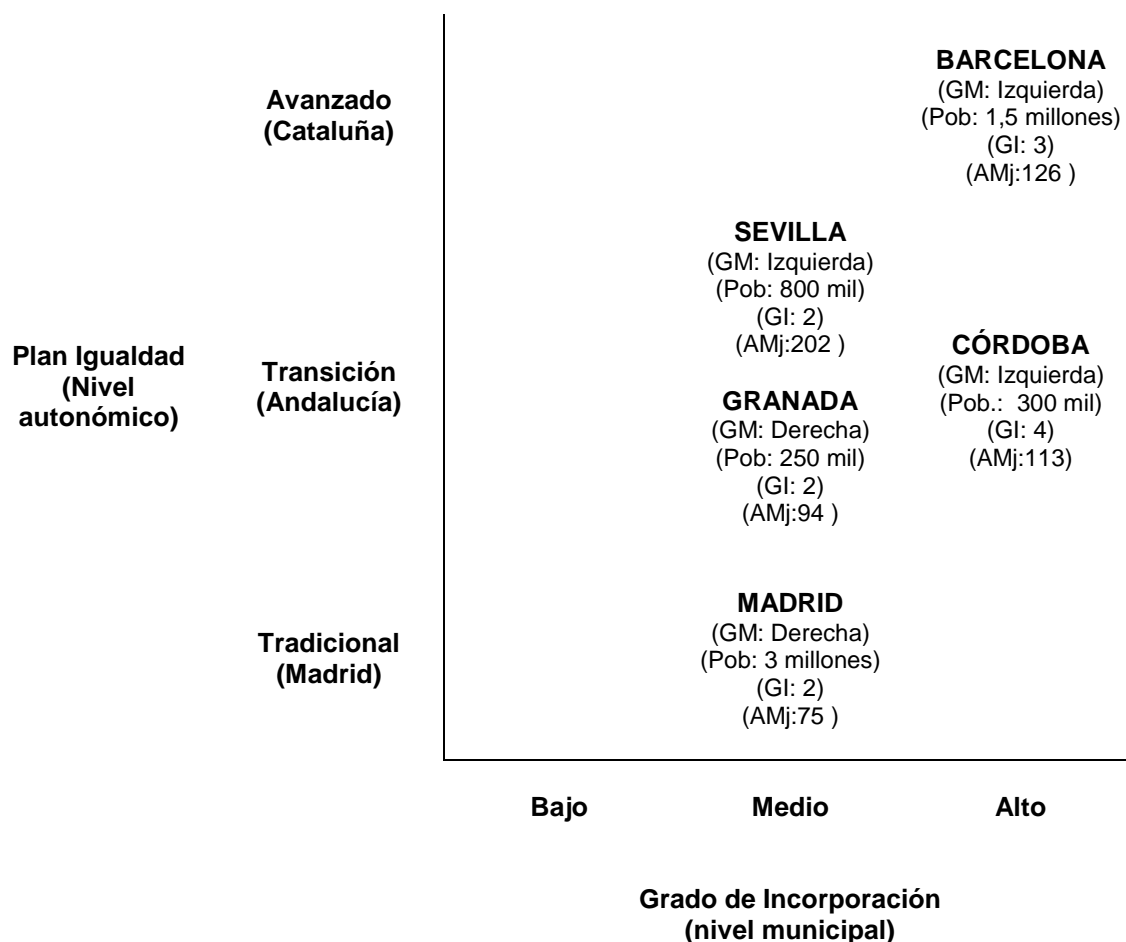 BARCELONA
(GM: Izquierda)
(Pob: 1,5 millones)
(GI: 3)
(AMj:126 )
Avanzado
(Cataluña)
SEVILLA
(GM: Izquierda)
(Pob: 800 mil)
(GI: 2)
(AMj:202 )
Plan Igualdad
(Nivel
autonómico)
Transición
(Andalucía)
GRANADA
(GM: Derecha)
(Pob: 250 mil)
(GI: 2)
(AMj:94 )
CÓRDOBA
(GM: Izquierda)
(Pob.:  300 mil)
(GI: 4)
(AMj:113)
Tradicional
(Madrid)
MADRID
(GM: Derecha)
(Pob: 3 millones)
(GI: 2)
(AMj:75 )
Bajo
Medio
Alto
Grado de Incorporación
(nivel municipal)